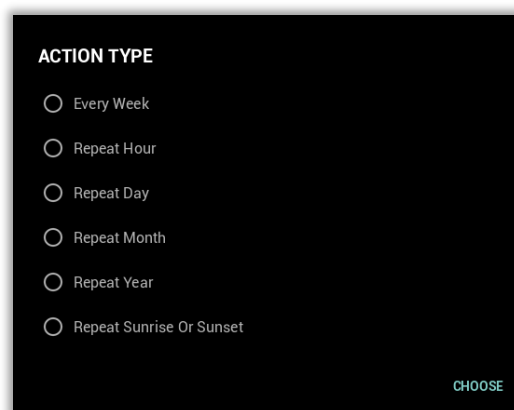 ACTION TYPE
Every Week
Repeat Hour
Repeat Day
Repeat Month
Repeat Year
Repeat Sunrise Or Sunset
CHOOSE